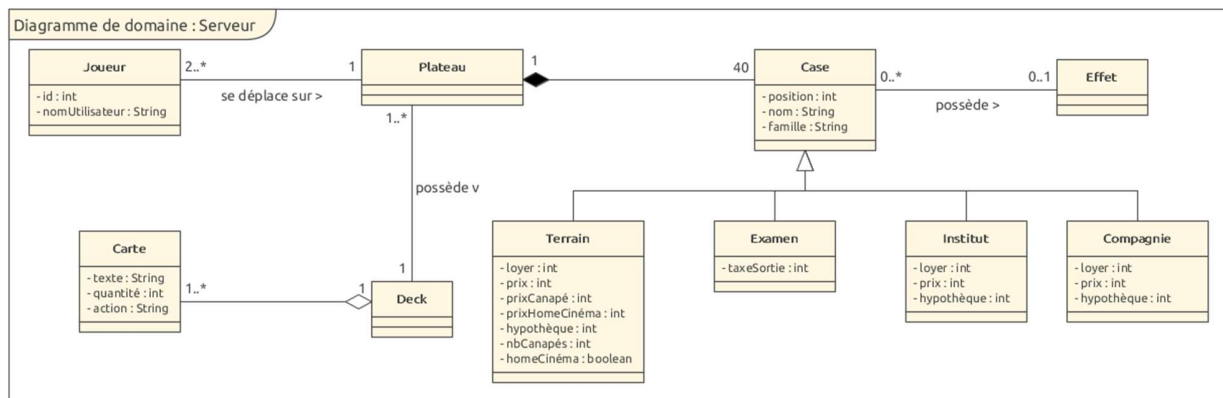 Diagramme de domaine : Serveur
Joueur
- id : int
- nomUtilisateur : String
2..*
1
se déplace sur >
Plateau
1
40
Case
- position : int
- nom : String
- famille : String
0..*
0..1
possède >
Effet
1..*
possède v
1
Carte
- texte : String
- quantité : int
- action : String
1..*
1
Deck
Terrain
- loyer : int
- prix : int
- prixCanapé : int
- prixHomeCinéma : int
- hypothèque : int
- nbCanapés : int
- homeCinéma : boolean
Examen
- taxeSortie : int
Institut
- loyer : int
- prix : int
- hypothèque : int
Compagnie
- loyer : int
- prix : int
- hypothèque : int